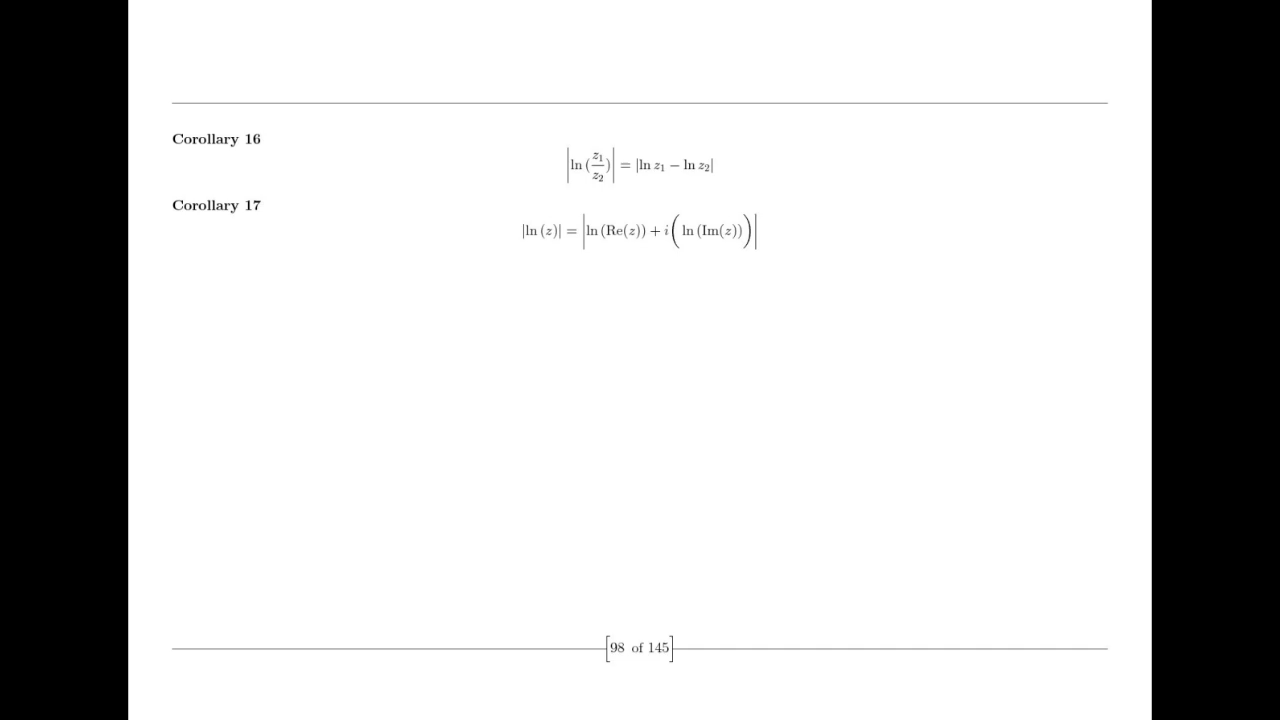 Corollary 16
|ln (z₁/z₂)| = |ln z₁ − ln z₂|
Corollary 17
|ln (z)| = |ln (Re(z)) + i(ln (Im(z)))|
[98 of 145]